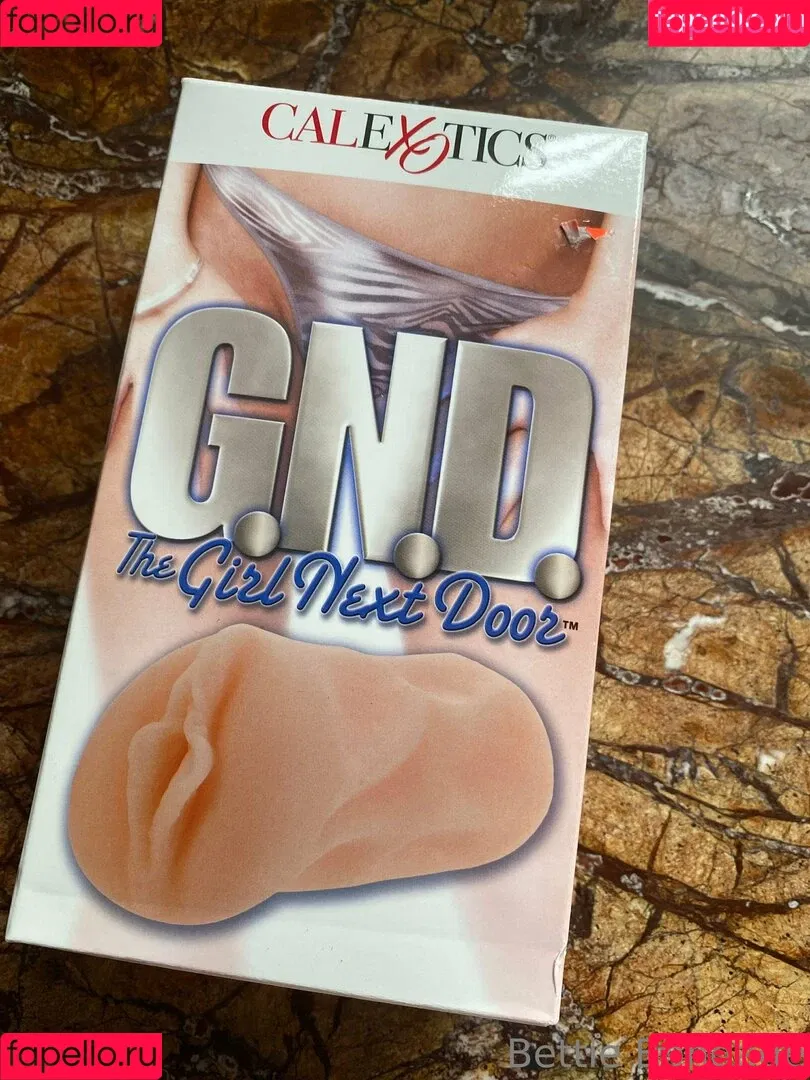 fapello.ru
fapello.ru
CALEXOTICS
G.N.D.
The Girl Next Door™
fapello.ru
Bettie
fapello.ru